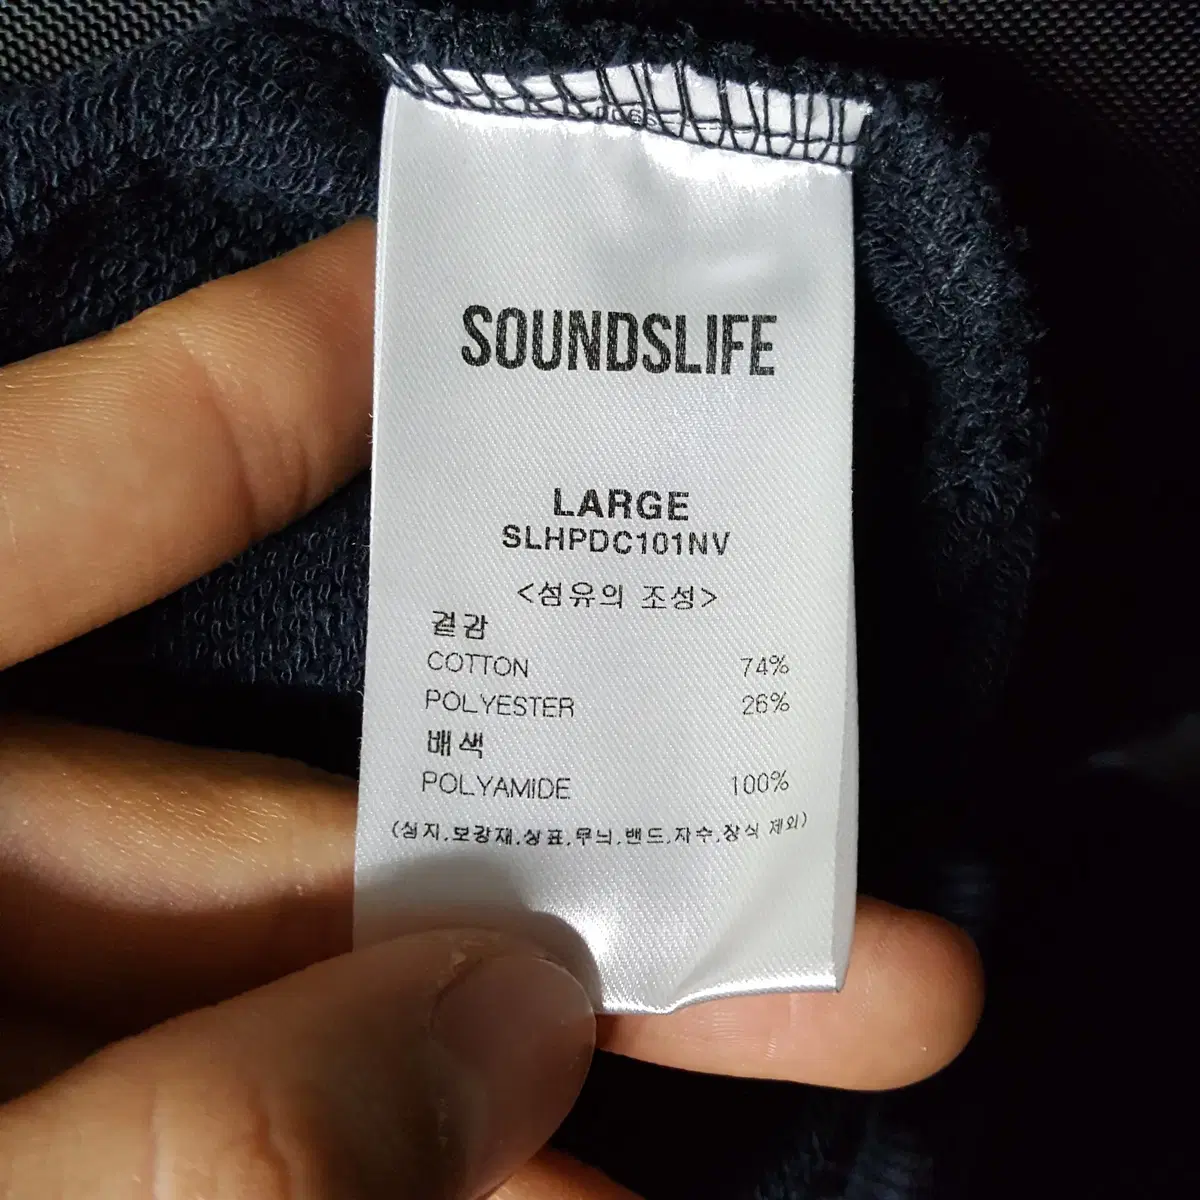 SOUNDSLIFE
LARGE
SLHPDC101NV
<섬유의 조성>
겉감
COTTON 74%
POLYESTER 26%
배색
POLYAMIDE 100%
(심지,보강재,상표,무늬,밴드,자수,장식 제외)